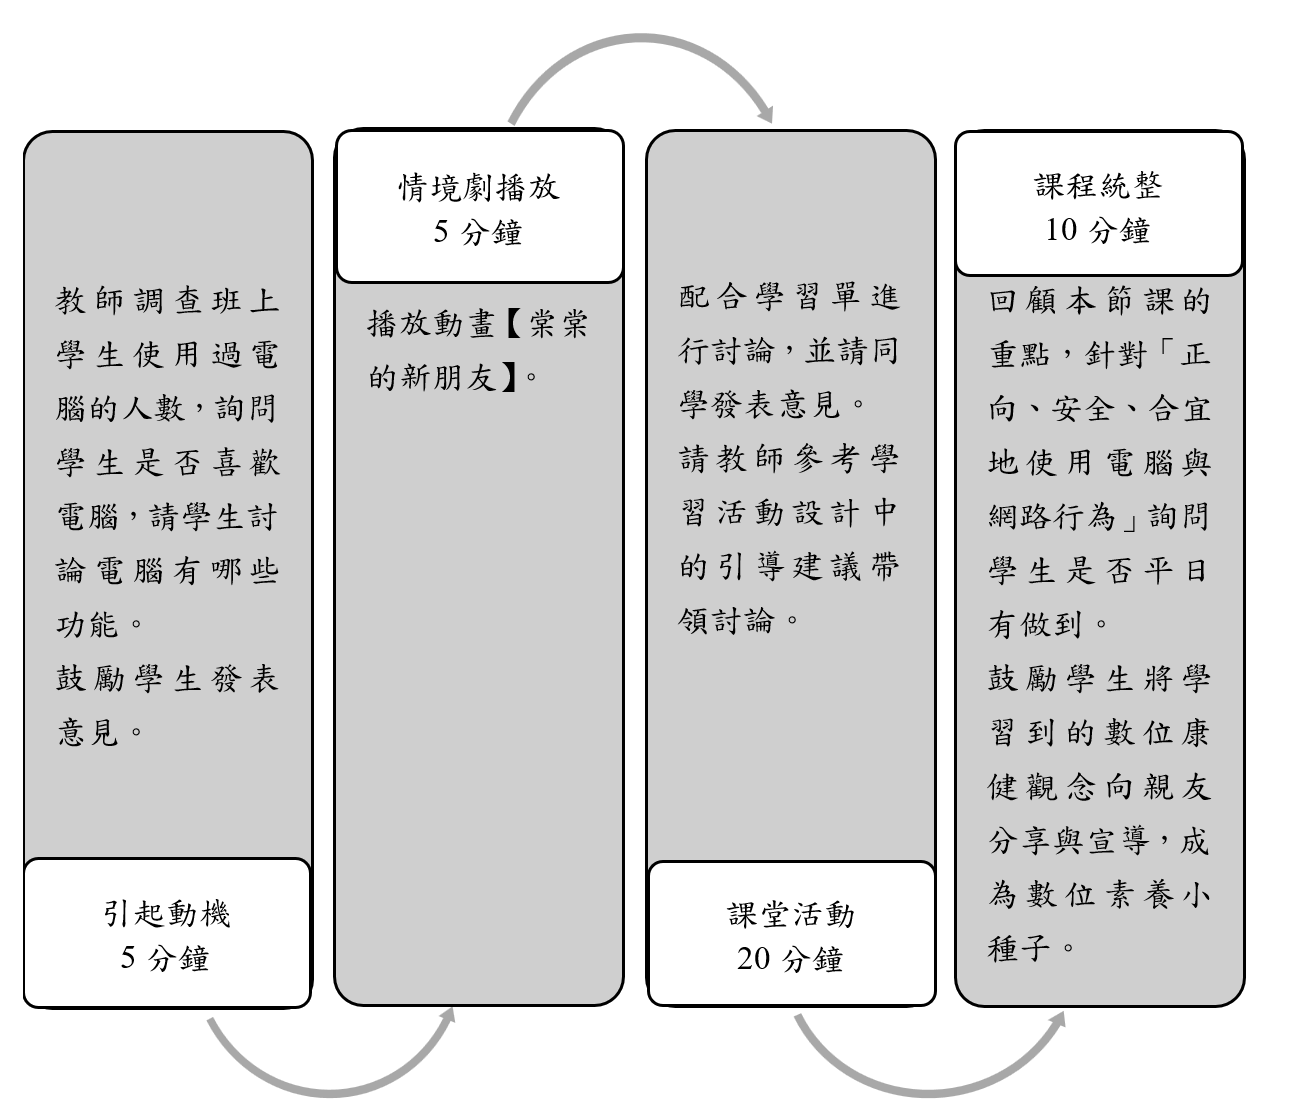 教師調查班上
學生使用過電
腦的人數，詢問
學生是否喜歡
電腦，請學生討
論電腦有哪些
功能。
鼓勵學生發表
意見。
引起動機
5 分鐘
情境劇播放
5 分鐘
播放動畫【棠棠
的新朋友】。
配合學習單進
行討論，並請同
學發表意見。
請教師參考學
習活動設計中
的引導建議帶
領討論。
課堂活動
20 分鐘
課程統整
10 分鐘
回顧本節課的
重點，針對「正
向、安全、合宜
地使用電腦與
網路行為」詢問
學生是否平日
有做到。
鼓勵學生將學
習到的數位康
健觀念向親友
分享與宣導，成
為數位素養小
種子。